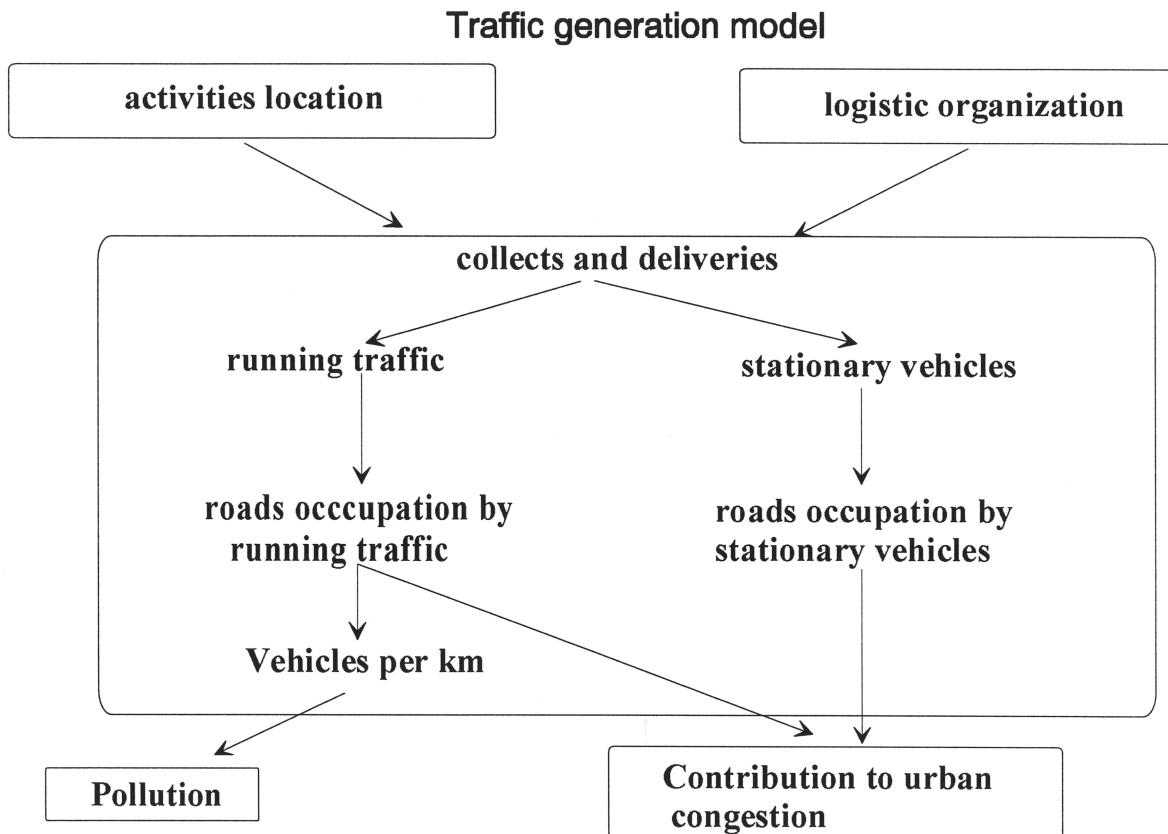 Traffic generation model
activities location
logistic organization
collects and deliveries
running traffic
stationary vehicles
roads occcupation by
running traffic
roads occupation by
stationary vehicles
Vehicles per km
Pollution
Contribution to urban
congestion